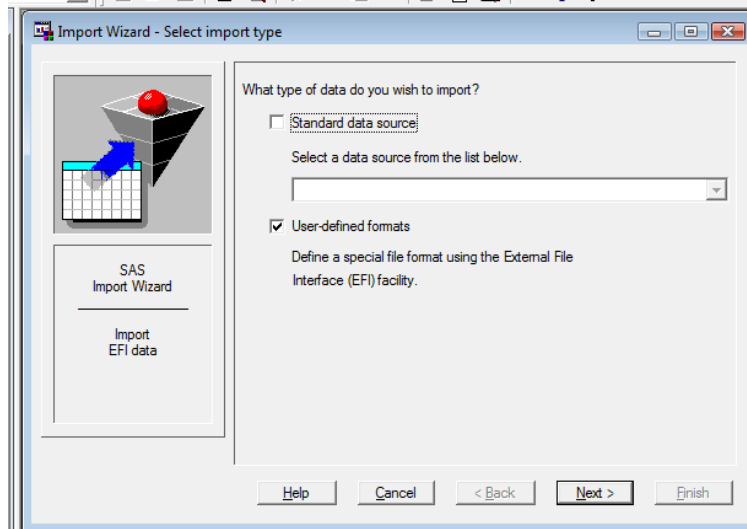 Import Wizard - Select import type
What type of data do you wish to import?
Standard data source
Select a data source from the list below.
User-defined formats
Define a special file format using the External File
Interface (EFI) facility.
SAS
Import Wizard
Import
EFI data
Help
Cancel
< Back
Next >
Finish